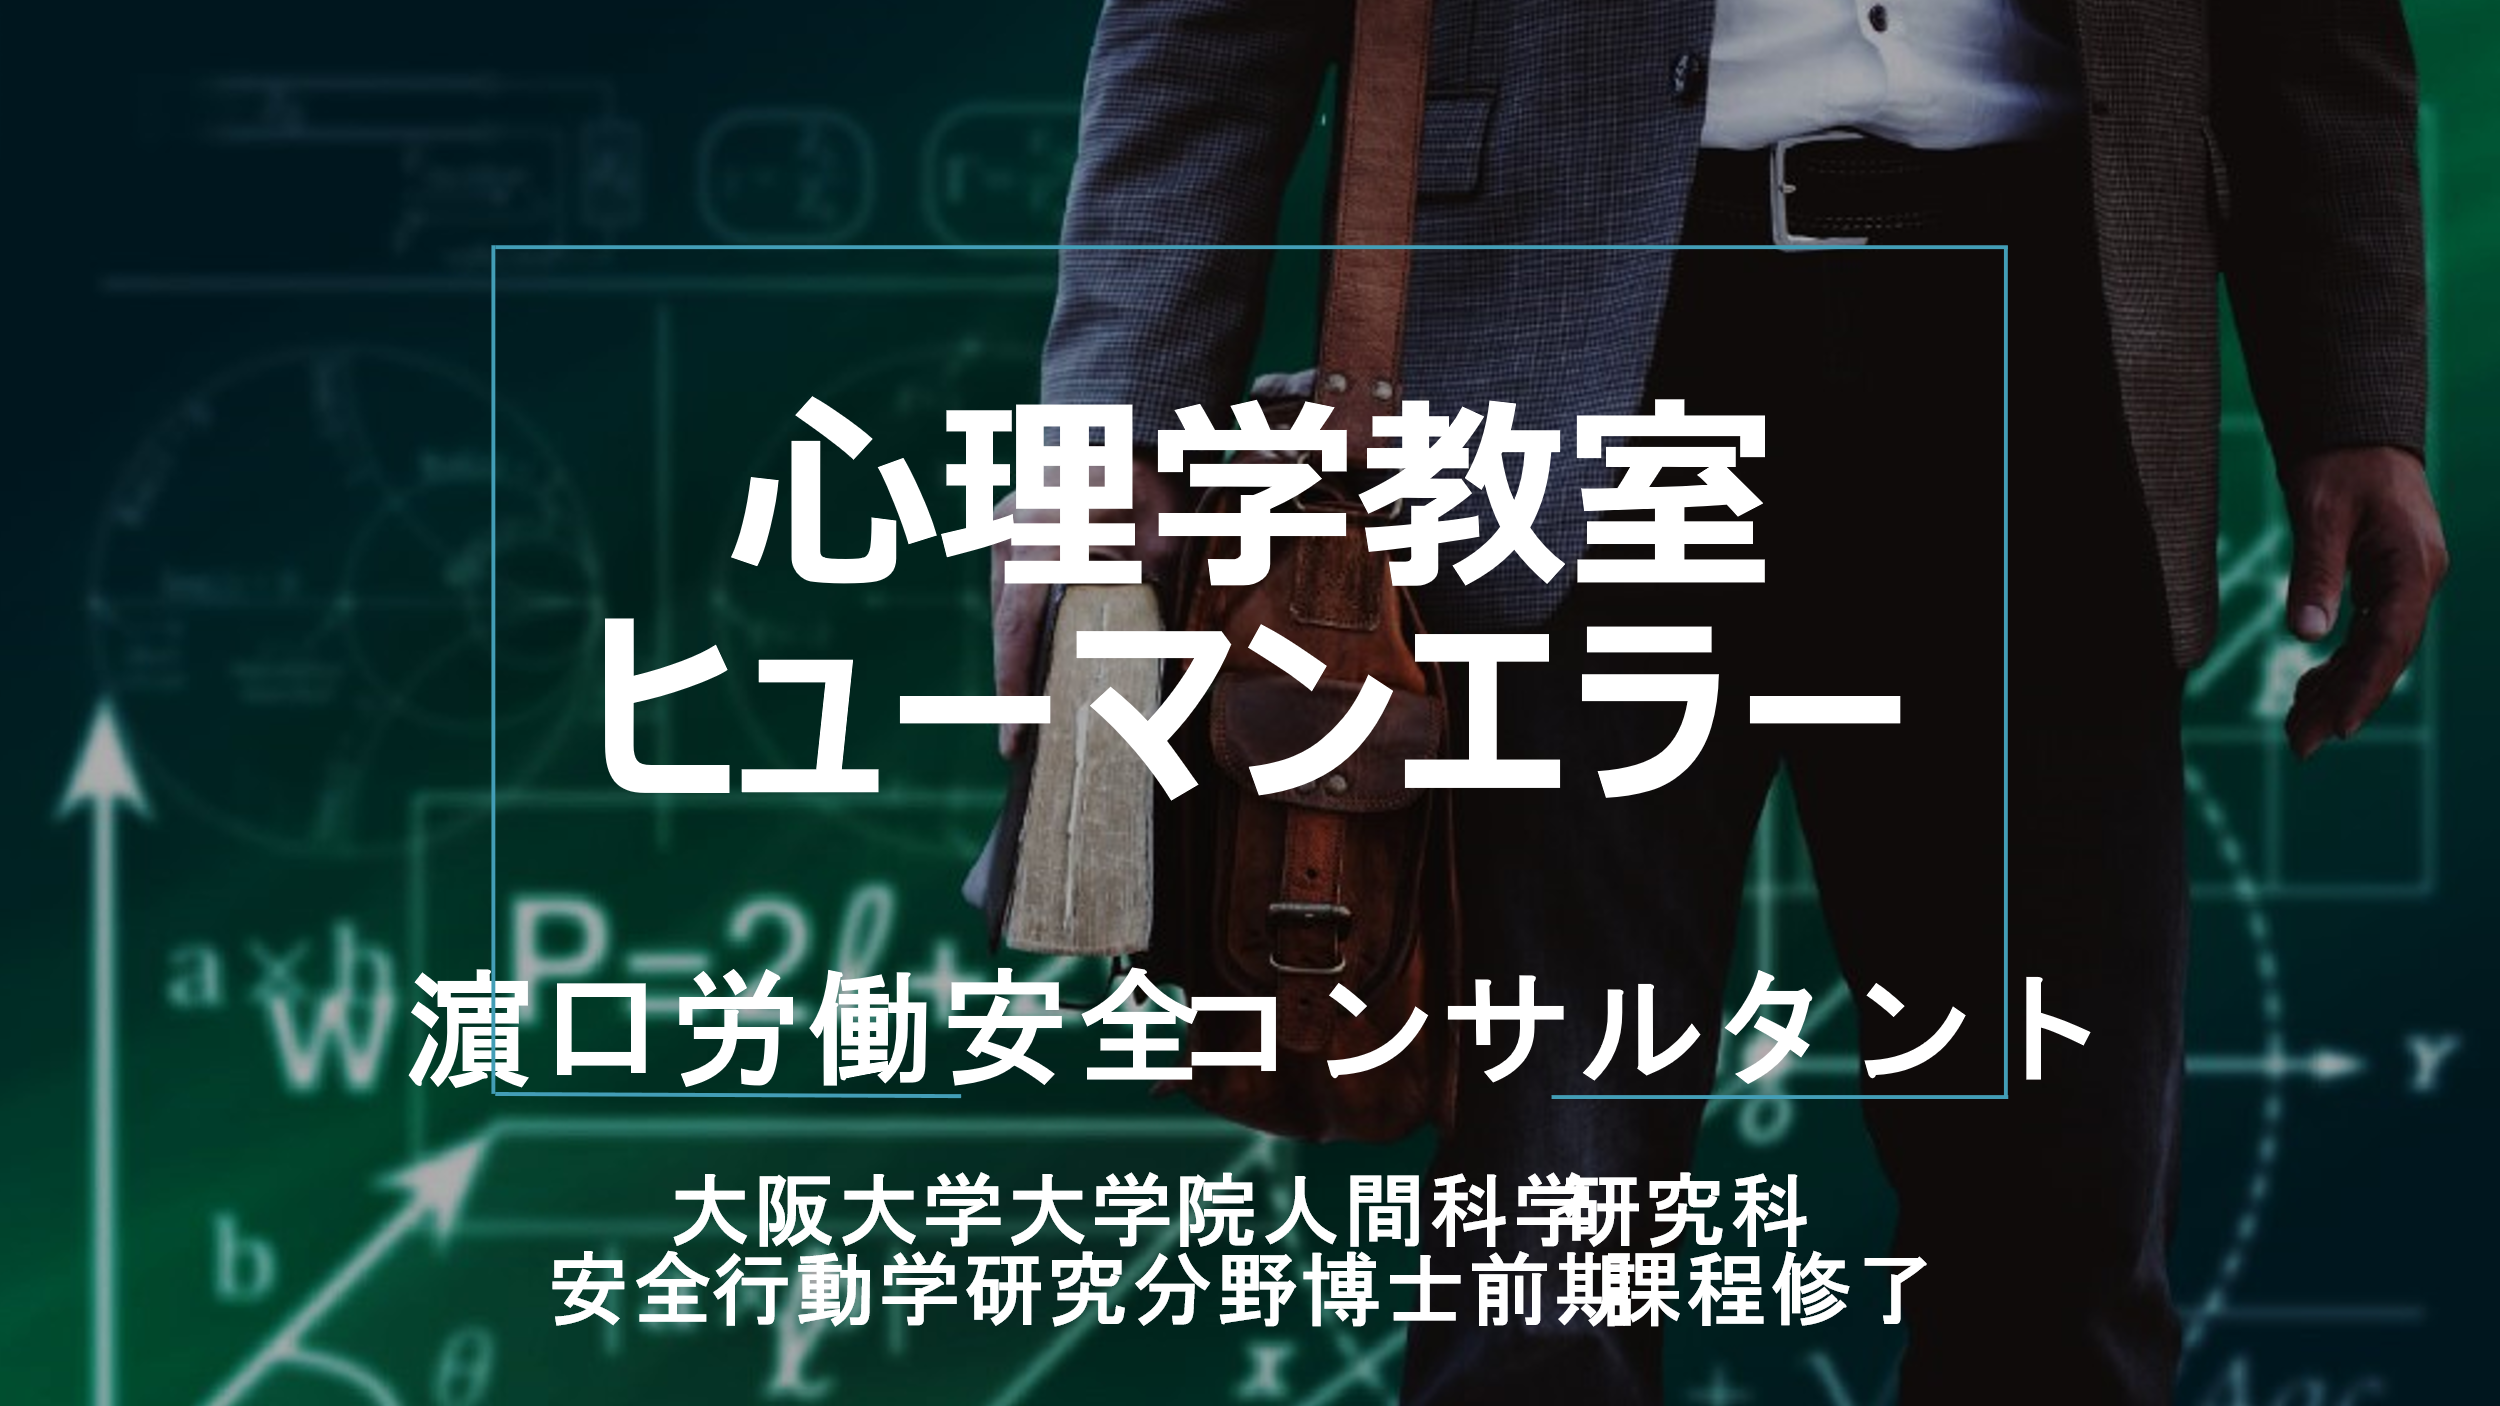 心理学教室
ヒューマンエラー
P=2ℓ+2
a×b
W
濵口労働安全コンサルタント
Y
大阪大学大学院人間科学研究科
安全行動学研究分野博士前期課程修了
b
θ
x